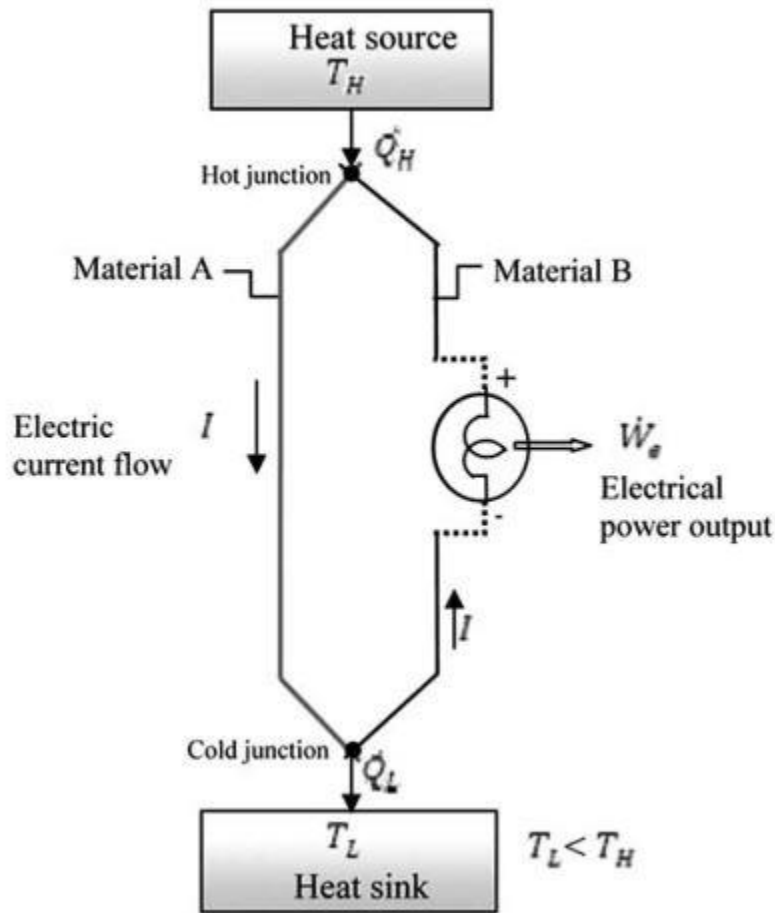 Heat source
T_H
Q̇_H
Hot junction
Material A
Material B
+
Electric
current flow
I
Ẇ_e
Electrical
power output
-
I
Cold junction
Q̇_L
T_L
Heat sink
T_L < T_H